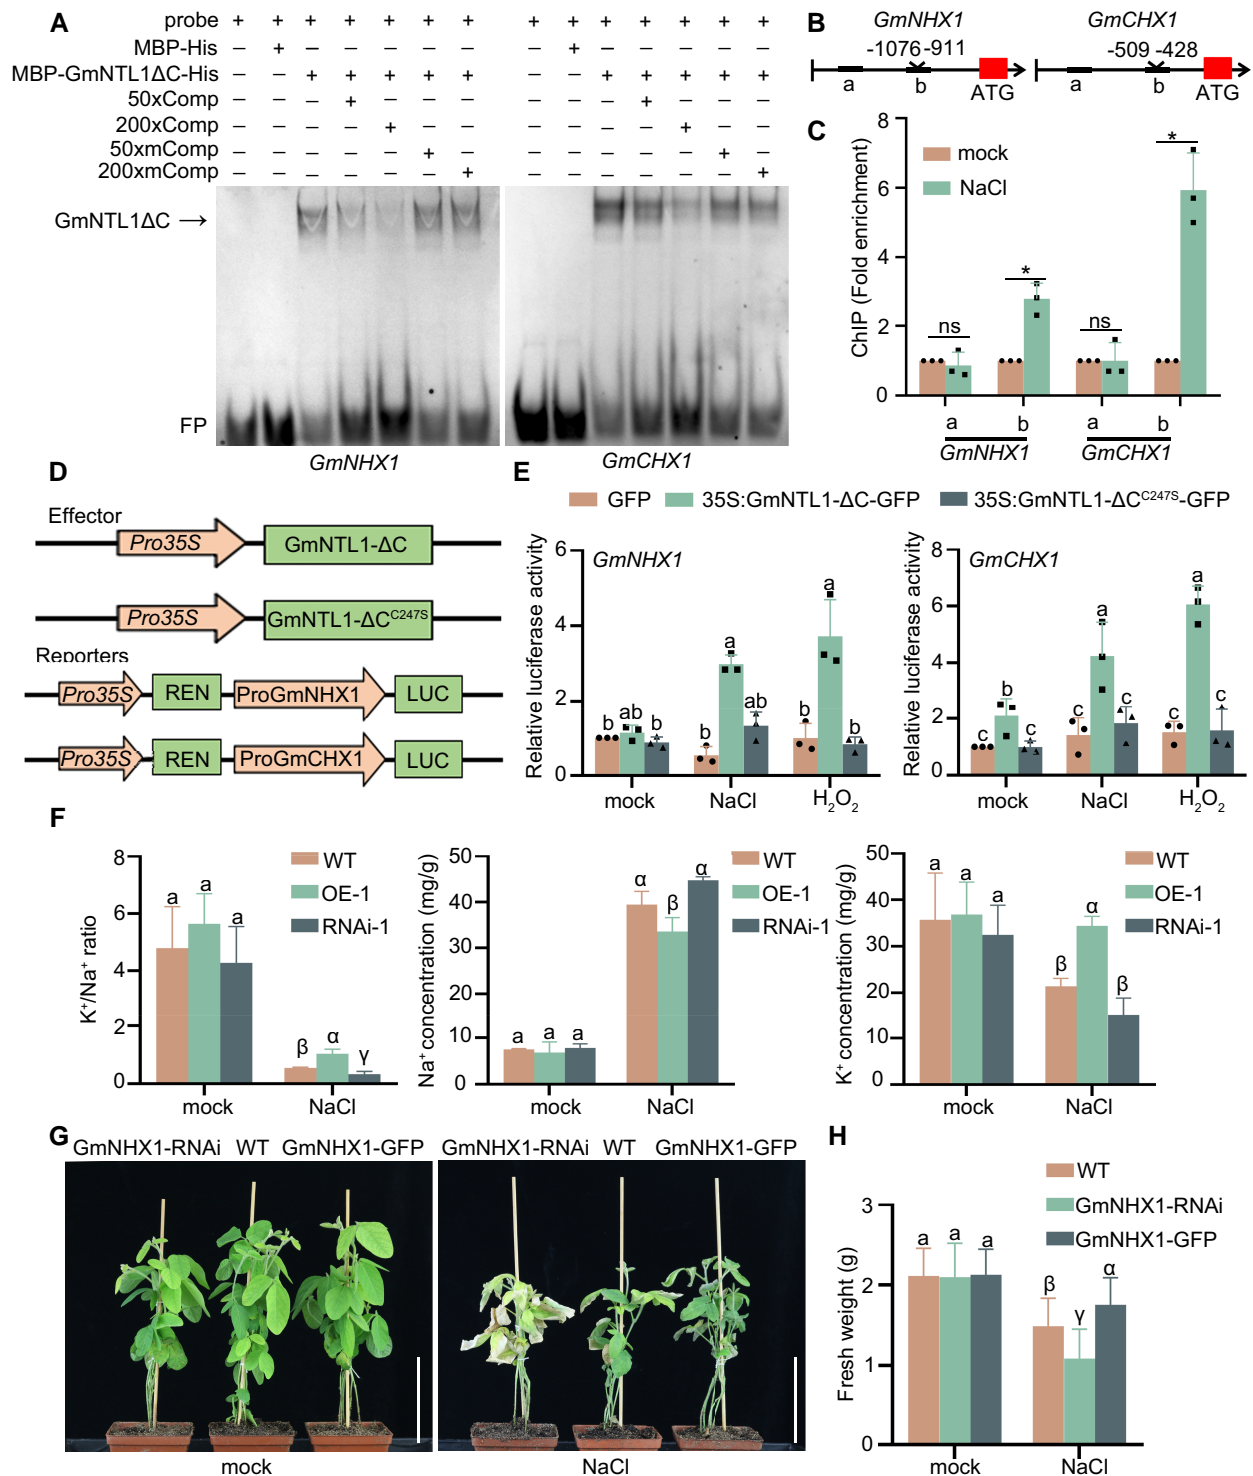 A
probe + + + + + + + + + + + + + +
MBP-His — + — — — — — — + — — — — —
MBP-GmNTL1ΔC-His — — + + + + + — — + + + + +
50xComp — — — + — — — — — — + — — —
200xComp — — — — + — — — — — — + — —
50xmComp — — — — — + — — — — — — + —
200xmComp — — — — — — + — — — — — — +
GmNTL1ΔC →
FP
GmNHX1 GmCHX1
B
GmNHX1 GmCHX1
-1076 -911 -509 -428
a b ATG a b ATG
C
ChIP (Fold enrichment)
8
6
4
2
0
mock
NaCl
ns * ns *
a b a b
GmNHX1 GmCHX1
D
Effector
Pro35S GmNTL1-ΔC
Pro35S GmNTL1-ΔC^C247S
Reporters
Pro35S REN ProGmNHX1 LUC
Pro35S REN ProGmCHX1 LUC
E
GFP 35S:GmNTL1-ΔC-GFP 35S:GmNTL1-ΔC^C247S-GFP
Relative luciferase activity
6
4
2
0
GmNHX1
b ab b b a ab b a b
mock NaCl H₂O₂
Relative luciferase activity
8
6
4
2
0
GmCHX1
c b c c a c c a c
mock NaCl H₂O₂
F
K⁺/Na⁺ ratio
8
6
4
2
0
WT
OE-1
RNAi-1
a a a β α γ
mock NaCl
Na⁺ concentration (mg/g)
50
40
30
20
10
0
WT
OE-1
RNAi-1
a a a α β α
mock NaCl
K⁺ concentration (mg/g)
50
40
30
20
10
0
WT
OE-1
RNAi-1
a a a β α β
mock NaCl
G
GmNHX1-RNAi WT GmNHX1-GFP GmNHX1-RNAi WT GmNHX1-GFP
mock NaCl
H
Fresh weight (g)
3
2
1
0
WT
GmNHX1-RNAi
GmNHX1-GFP
a a a β γ α
mock NaCl